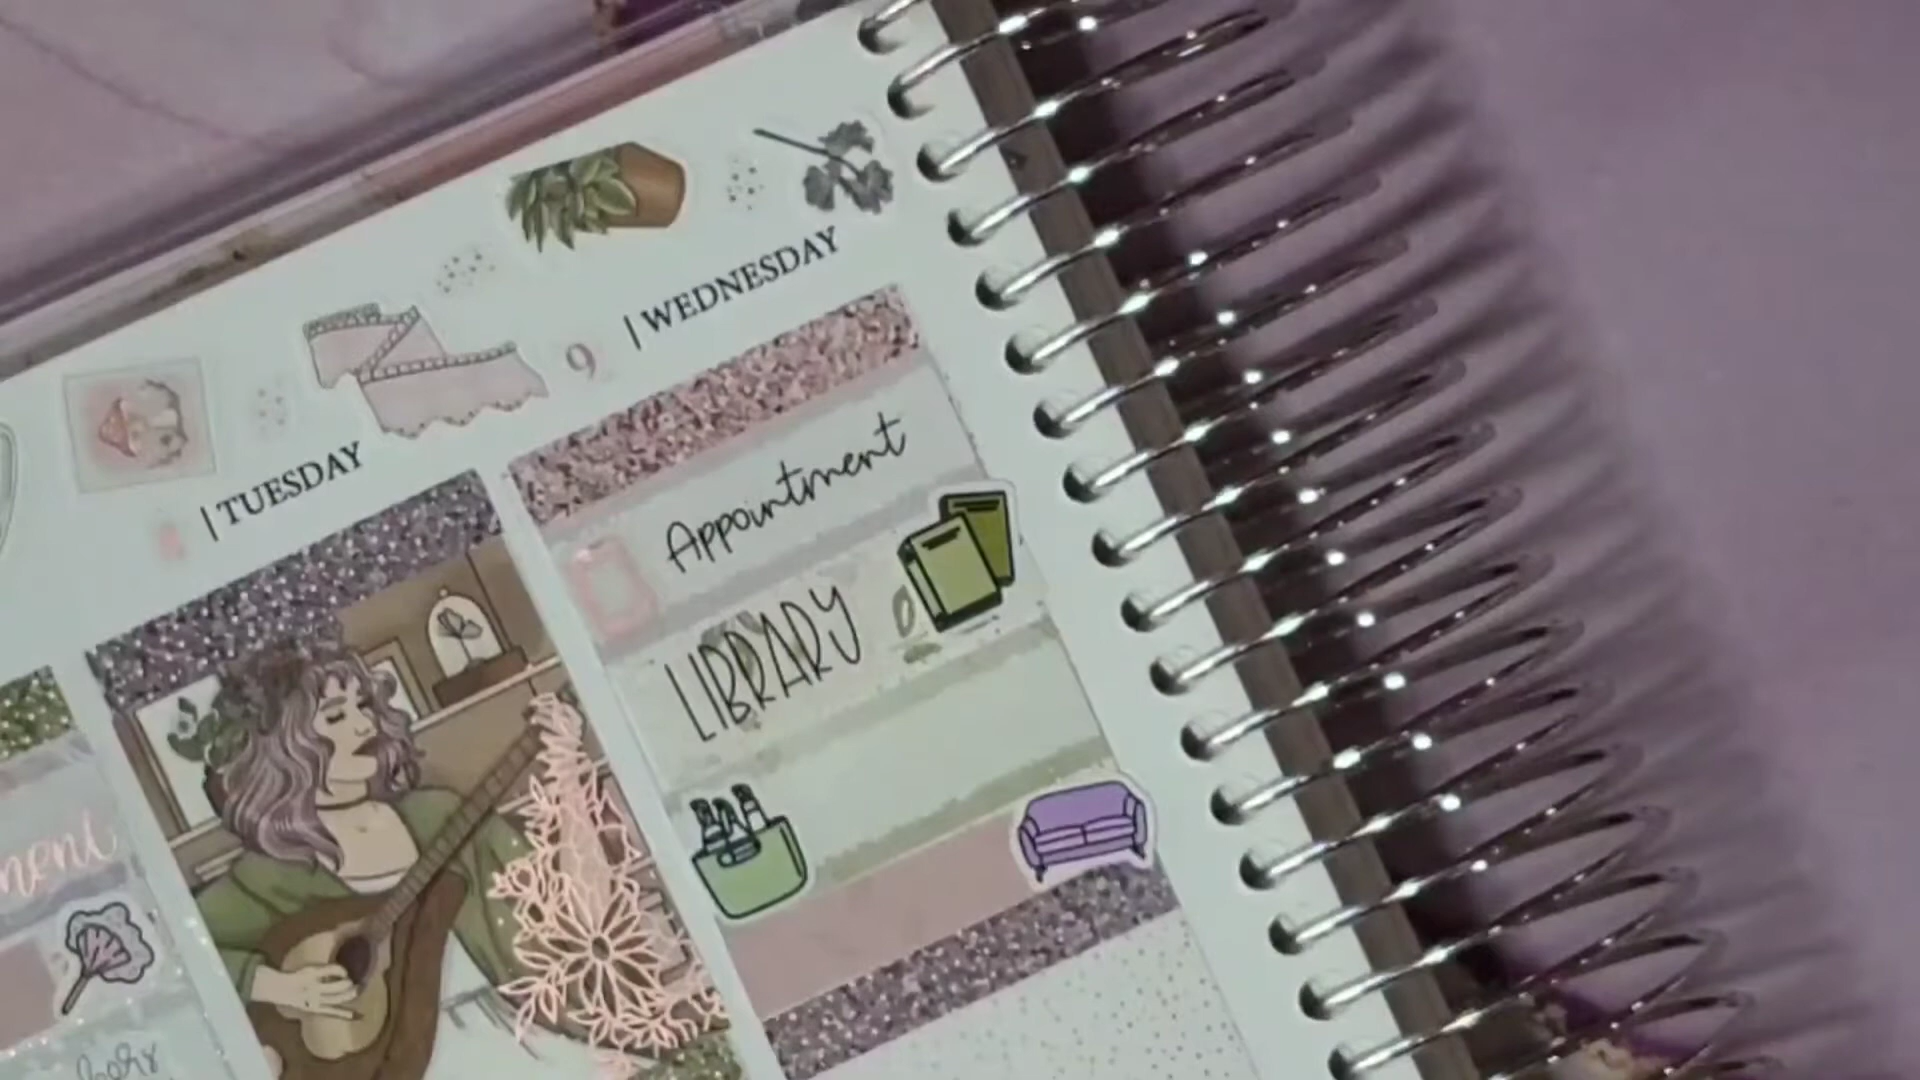 9 | WEDNESDAY
| TUESDAY
Appointment
LIBRARY